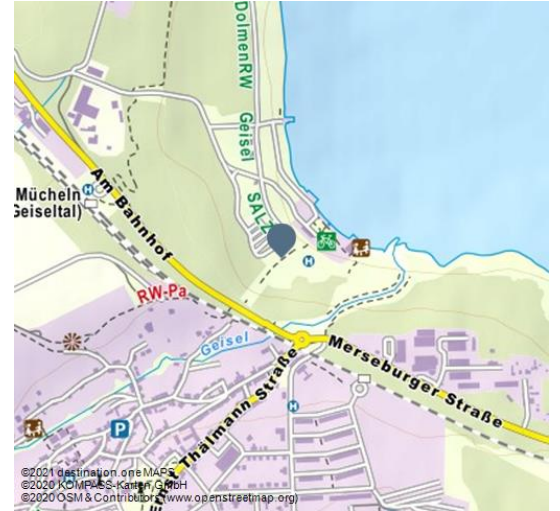 DolmenRW
Geisel
SALZ
Mücheln
Geiseltal)
Am Bahnhof
H
H
RW-Pa
Geisel
Merseburger Straße
Thälmann Straße
H
P
©2021 destination.one MAPS
©2020 KOMPASS-Karten GmbH
©2020 OSM & Contributors (www.openstreetmap.org)